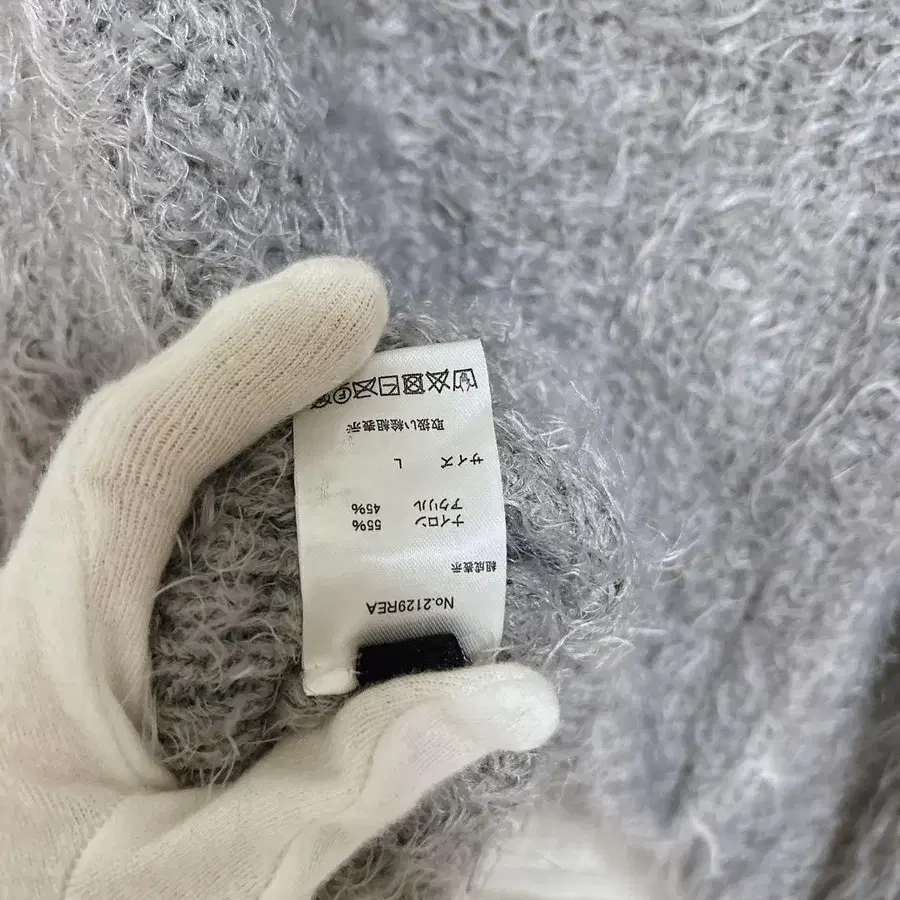 No.2129REA
組成表示
ナイロン 55%
アクリル 45%
サイズ L
取扱い絵組表示